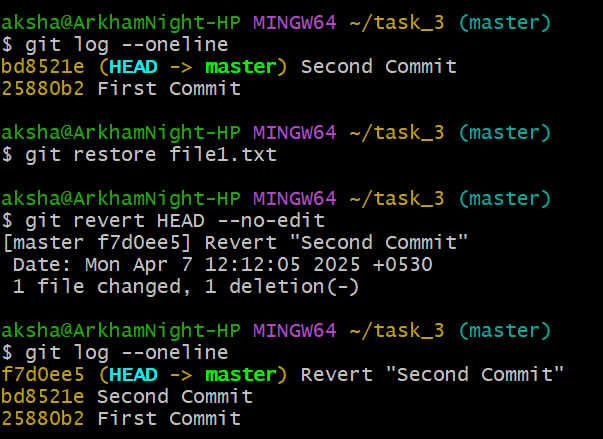 aksha@ArkhamNight-HP MINGW64 ~/task_3 (master)
$ git log --oneline
bd8521e (HEAD -> master) Second Commit
25880b2 First Commit

aksha@ArkhamNight-HP MINGW64 ~/task_3 (master)
$ git restore file1.txt

aksha@ArkhamNight-HP MINGW64 ~/task_3 (master)
$ git revert HEAD --no-edit
[master f7d0ee5] Revert "Second Commit"
 Date: Mon Apr 7 12:12:05 2025 +0530
 1 file changed, 1 deletion(-)

aksha@ArkhamNight-HP MINGW64 ~/task_3 (master)
$ git log --oneline
f7d0ee5 (HEAD -> master) Revert "Second Commit"
bd8521e Second Commit
25880b2 First Commit